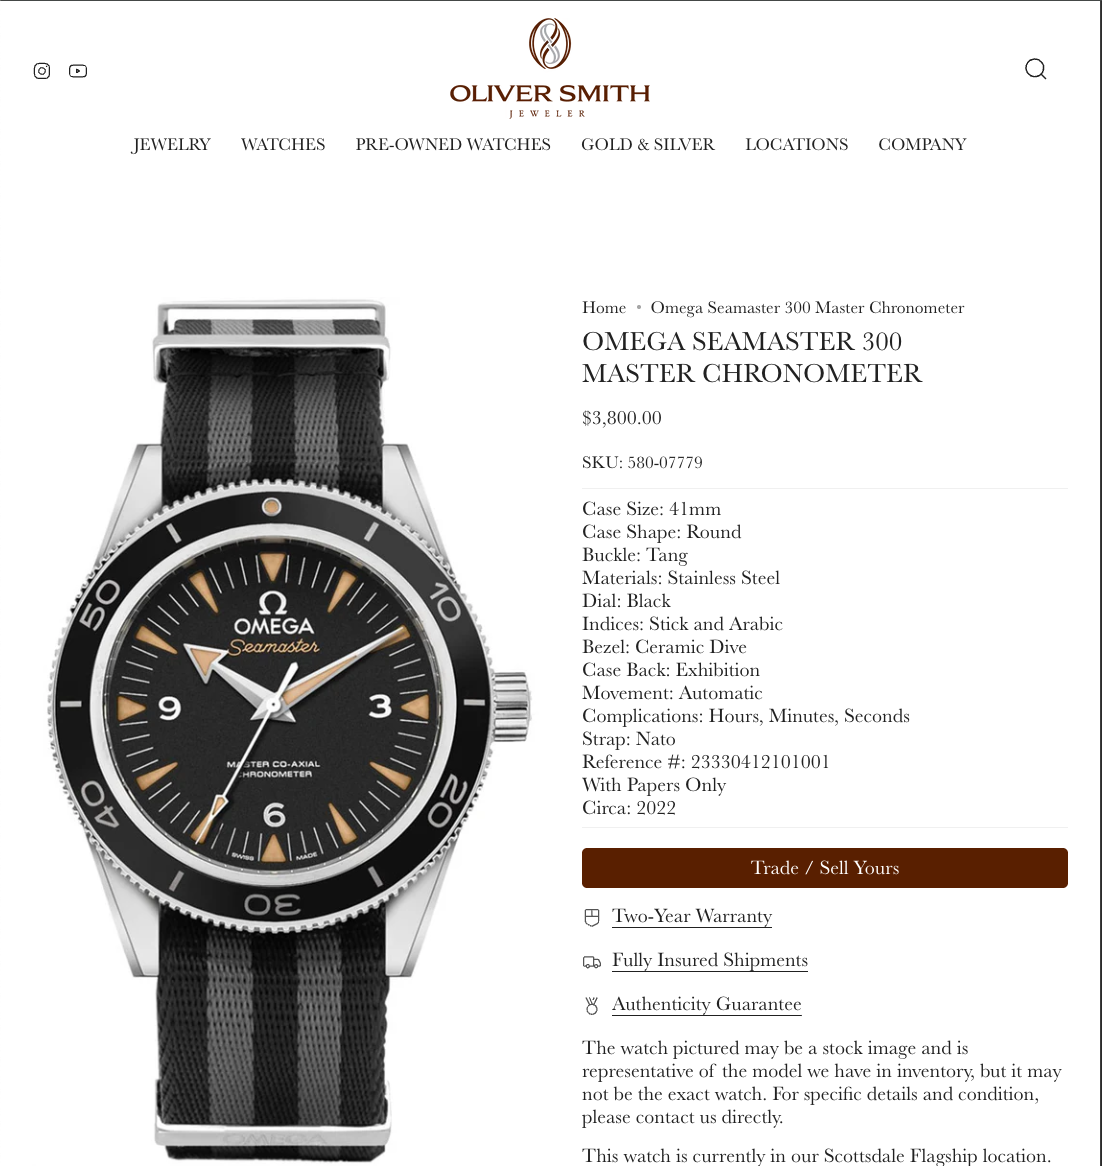 OLIVER SMITH
JEWELER
JEWELRY WATCHES PRE-OWNED WATCHES GOLD & SILVER LOCATIONS COMPANY
50
10
20
30
40
Ω
OMEGA
Seamaster
9
3
MASTER CO-AXIAL
CHRONOMETER
6
SWISS MADE
OMEGA
Home • Omega Seamaster 300 Master Chronometer
OMEGA SEAMASTER 300
MASTER CHRONOMETER
$3,800.00
SKU: 580-07779
Case Size: 41mm
Case Shape: Round
Buckle: Tang
Materials: Stainless Steel
Dial: Black
Indices: Stick and Arabic
Bezel: Ceramic Dive
Case Back: Exhibition
Movement: Automatic
Complications: Hours, Minutes, Seconds
Strap: Nato
Reference #: 23330412101001
With Papers Only
Circa: 2022
Trade / Sell Yours
Two-Year Warranty
Fully Insured Shipments
Authenticity Guarantee
The watch pictured may be a stock image and is
representative of the model we have in inventory, but it may
not be the exact watch. For specific details and condition,
please contact us directly.
This watch is currently in our Scottsdale Flagship location.